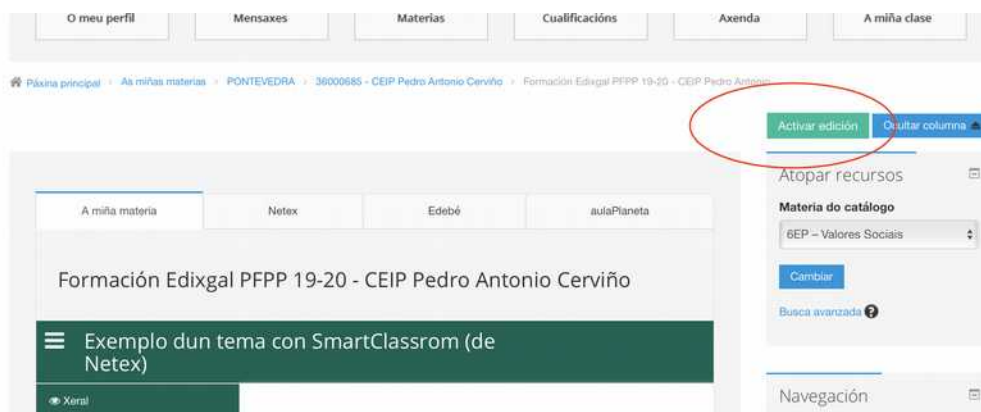 O meu perfil
Mensaxes
Materias
Cualificacións
Axenda
A miña clase
Páxina principal › As miñas materias › PONTEVEDRA › 36000685 - CEIP Pedro Antonio Cerviño › Formación Edixgal PFPP 19-20 - CEIP Pedro Antonio
Activar edición
Ocultar columna
Atopar recursos
Materia do catálogo
6EP – Valores Sociais
Cambiar
Busca avanzada ?
A miña materia
Netex
Edebé
aulaPlaneta
Formación Edixgal PFPP 19-20 - CEIP Pedro Antonio Cerviño
Exemplo dun tema con SmartClassrom (de
Netex)
Xeral
Navegación